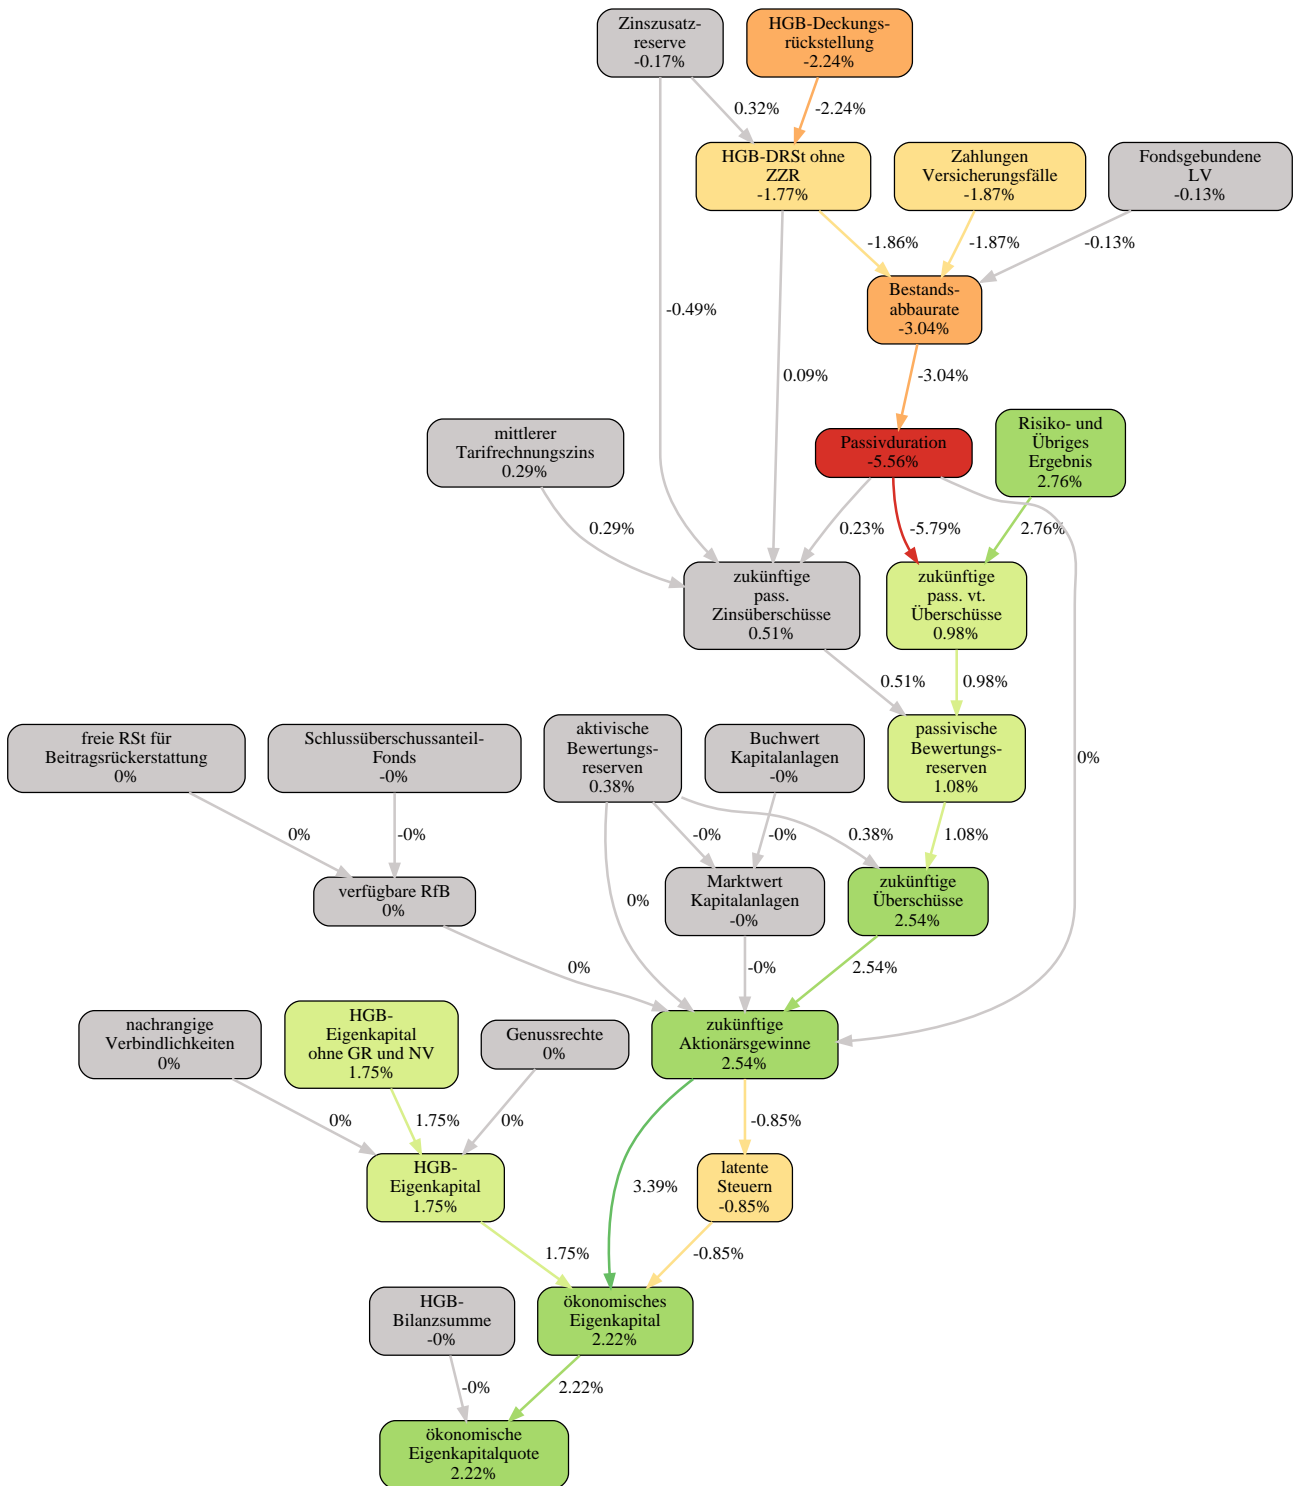 Zinszusatz-
reserve
-0.17%
HGB-Deckungs-
rückstellung
-2.24%
0.32%
-2.24%
HGB-DRSt ohne
ZZR
-1.77%
Zahlungen
Versicherungsfälle
-1.87%
Fondsgebundene
LV
-0.13%
-1.86%
-1.87%
-0.13%
Bestands-
abbaurate
-3.04%
-0.49%
0.09%
-3.04%
mittlerer
Tarifrechnungszins
0.29%
Passivduration
-5.56%
Risiko- und
Übriges
Ergebnis
2.76%
0.29%
0.23%
-5.79%
2.76%
zukünftige
pass.
Zinsüberschüsse
0.51%
zukünftige
pass. vt.
Überschüsse
0.98%
0.51%
0.98%
freie RSt für
Beitragsrückerstattung
0%
Schlussüberschussanteil-
Fonds
-0%
aktivische
Bewertungs-
reserven
0.38%
Buchwert
Kapitalanlagen
-0%
passivische
Bewertungs-
reserven
1.08%
0%
0%
-0%
-0%
-0%
0.38%
1.08%
verfügbare RfB
0%
0%
Marktwert
Kapitalanlagen
-0%
zukünftige
Überschüsse
2.54%
0%
-0%
2.54%
nachrangige
Verbindlichkeiten
0%
HGB-
Eigenkapital
ohne GR und NV
1.75%
Genussrechte
0%
zukünftige
Aktionärsgewinne
2.54%
0%
1.75%
0%
-0.85%
HGB-
Eigenkapital
1.75%
3.39%
latente
Steuern
-0.85%
1.75%
-0.85%
HGB-
Bilanzsumme
-0%
ökonomisches
Eigenkapital
2.22%
-0%
2.22%
ökonomische
Eigenkapitalquote
2.22%